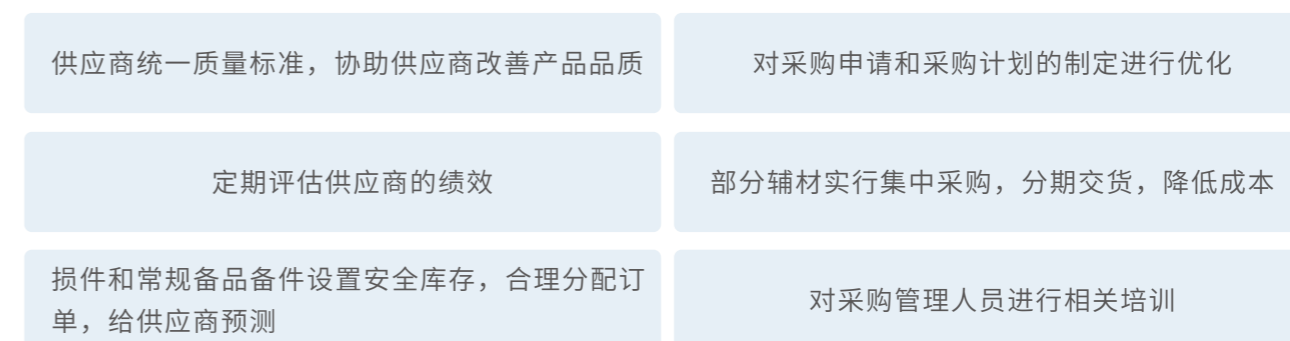 供应商统一质量标准，协助供应商改善产品品质
对采购申请和采购计划的制定进行优化
定期评估供应商的绩效
部分辅材实行集中采购，分期交货，降低成本
损件和常规备品备件设置安全库存，合理分配订
单，给供应商预测
对采购管理人员进行相关培训